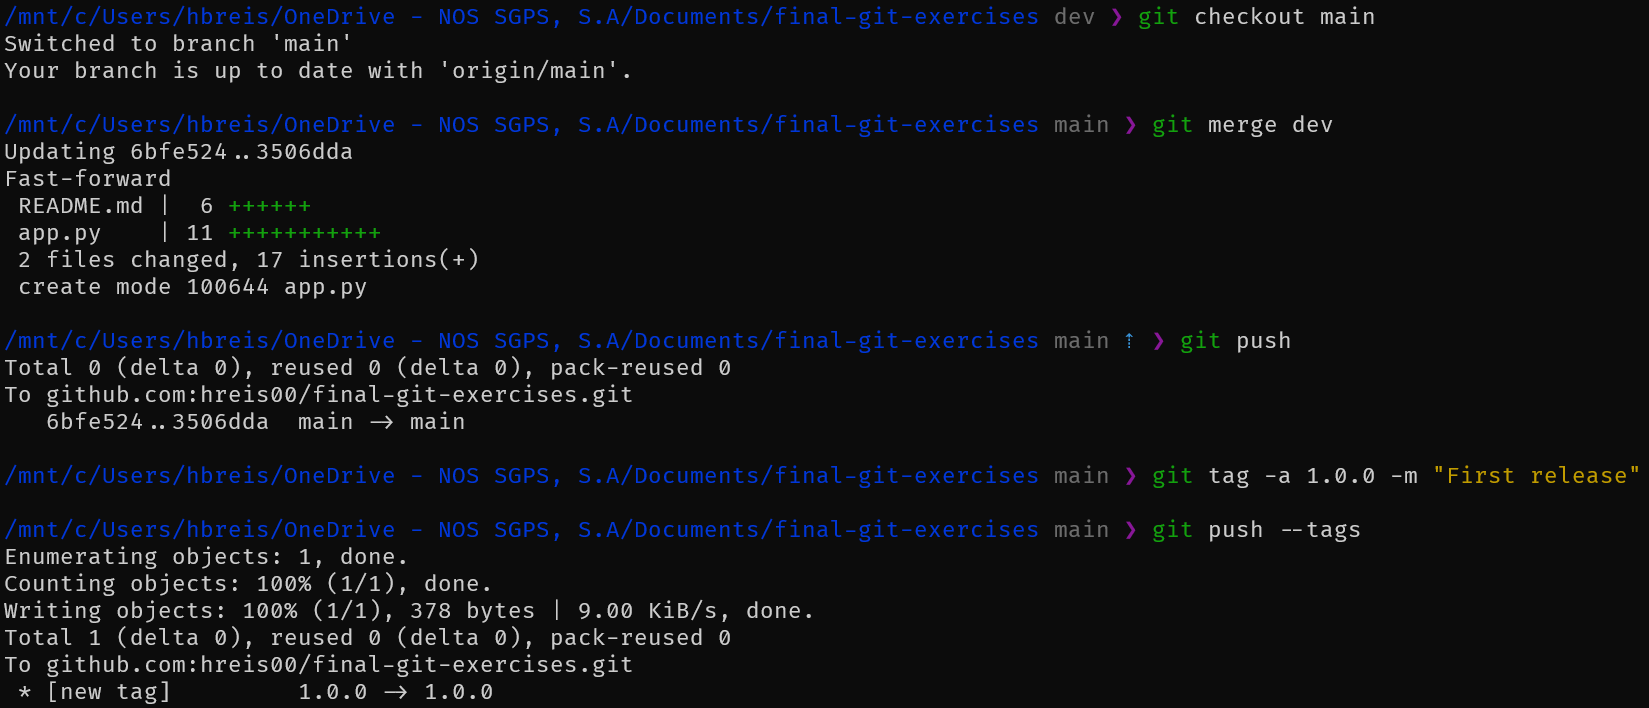 /mnt/c/Users/hbreis/OneDrive - NOS SGPS, S.A/Documents/final-git-exercises dev ❯ git checkout main
Switched to branch 'main'
Your branch is up to date with 'origin/main'.
/mnt/c/Users/hbreis/OneDrive - NOS SGPS, S.A/Documents/final-git-exercises main ❯ git merge dev
Updating 6bfe524..3506dda
Fast-forward
 README.md |  6 ++++++
 app.py    | 11 +++++++++++
 2 files changed, 17 insertions(+)
 create mode 100644 app.py
/mnt/c/Users/hbreis/OneDrive - NOS SGPS, S.A/Documents/final-git-exercises main ⇡ ❯ git push
Total 0 (delta 0), reused 0 (delta 0), pack-reused 0
To github.com:hreis00/final-git-exercises.git
   6bfe524..3506dda  main -> main
/mnt/c/Users/hbreis/OneDrive - NOS SGPS, S.A/Documents/final-git-exercises main ❯ git tag -a 1.0.0 -m "First release"
/mnt/c/Users/hbreis/OneDrive - NOS SGPS, S.A/Documents/final-git-exercises main ❯ git push --tags
Enumerating objects: 1, done.
Counting objects: 100% (1/1), done.
Writing objects: 100% (1/1), 378 bytes | 9.00 KiB/s, done.
Total 1 (delta 0), reused 0 (delta 0), pack-reused 0
To github.com:hreis00/final-git-exercises.git
 * [new tag]         1.0.0 -> 1.0.0